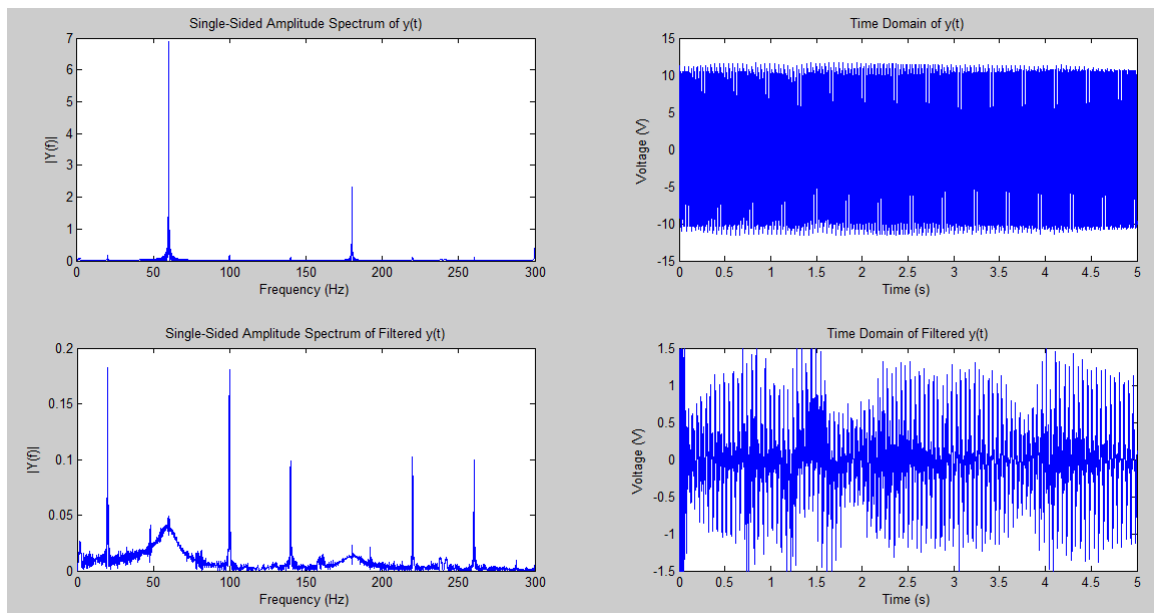 Single-Sided Amplitude Spectrum of y(t)
7
6
5
4
3
2
1
0
|Y(f)|
0 50 100 150 200 250 300
Frequency (Hz)
Time Domain of y(t)
15
10
5
0
-5
-10
-15
Voltage (V)
0 0.5 1 1.5 2 2.5 3 3.5 4 4.5 5
Time (s)
Single-Sided Amplitude Spectrum of Filtered y(t)
0.2
0.15
0.1
0.05
0
|Y(f)|
0 50 100 150 200 250 300
Frequency (Hz)
Time Domain of Filtered y(t)
1.5
1
0.5
0
-0.5
-1
-1.5
Voltage (V)
0 0.5 1 1.5 2 2.5 3 3.5 4 4.5 5
Time (s)